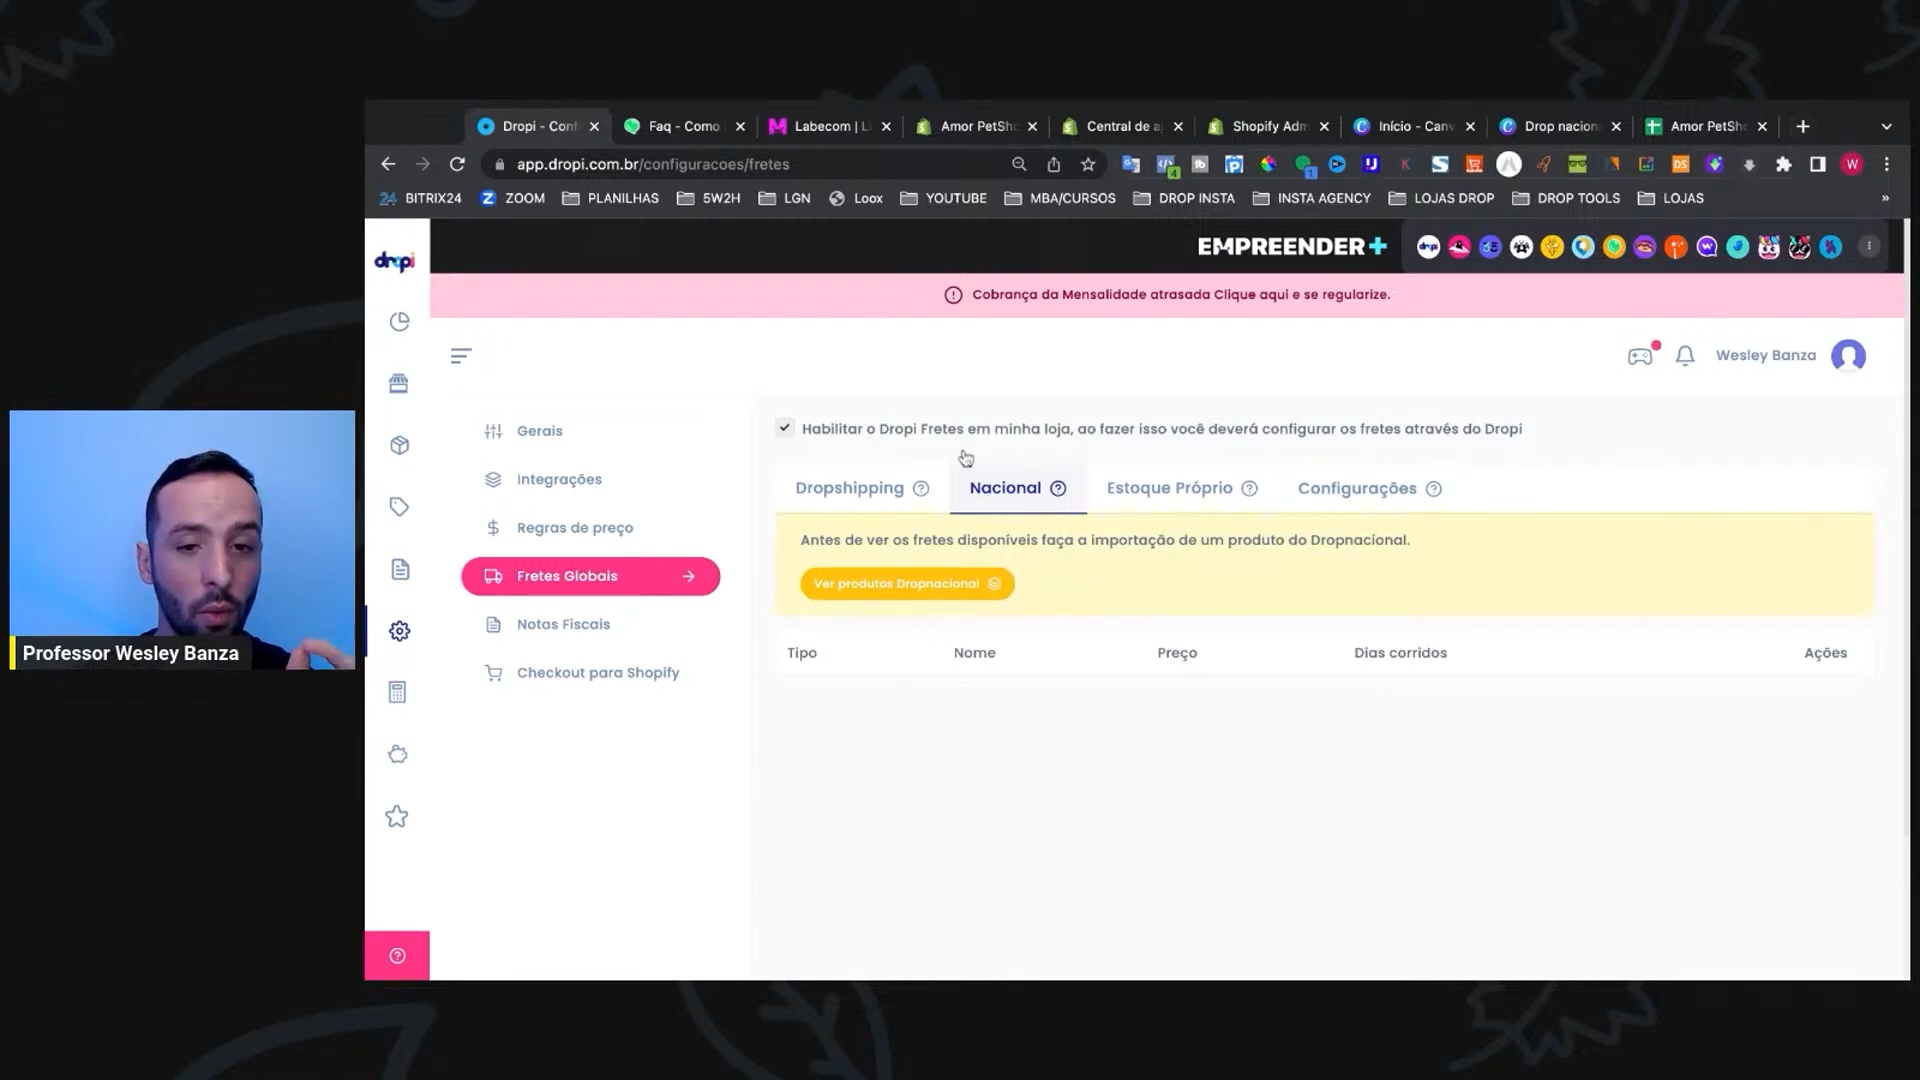 Dropi - Conf
Faq - Como
Labecom | Li
Amor PetSho
Central de a
Shopify Adm
Início - Canv
Drop nacion
Amor PetSh
app.dropi.com.br/configuracoes/fretes
W
BITRIX24
ZOOM
PLANILHAS
5W2H
LGN
Loox
YOUTUBE
MBA/CURSOS
DROP INSTA
INSTA AGENCY
LOJAS DROP
DROP TOOLS
LOJAS
»
dropi
EMPREENDER+
Cobrança da Mensalidade atrasada Clique aqui e se regularize.
Wesley Banza
Gerais
Integrações
Regras de preço
Fretes Globais
Notas Fiscais
Checkout para Shopify
Habilitar o Dropi Fretes em minha loja, ao fazer isso você deverá configurar os fretes através do Dropi
Dropshipping
Nacional
Estoque Próprio
Configurações
Antes de ver os fretes disponíveis faça a importação de um produto do Dropnacional.
Ver produtos Dropnacional
Tipo
Nome
Preço
Dias corridos
Ações
Professor Wesley Banza